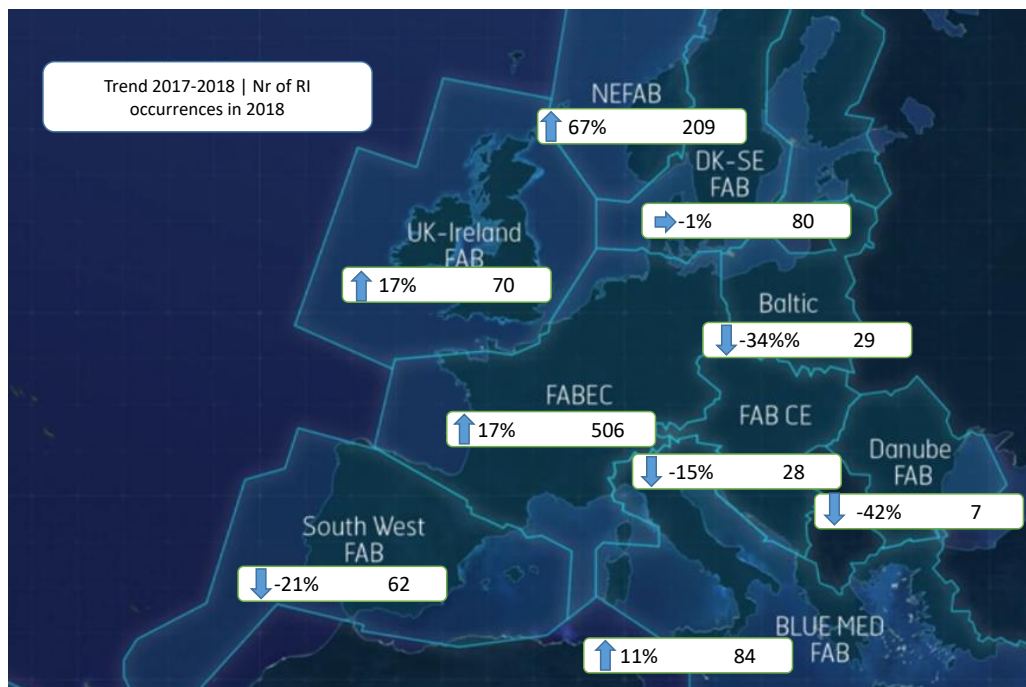 Trend 2017-2018 | Nr of RI
occurrences in 2018
NEFAB
67% 209
DK-SE
FAB
-1% 80
UK-Ireland
FAB
17% 70
Baltic
-34%% 29
FABEC
17% 506
FAB CE
-15% 28
Danube
FAB
-42% 7
South West
FAB
-21% 62
BLUE MED
FAB
11% 84